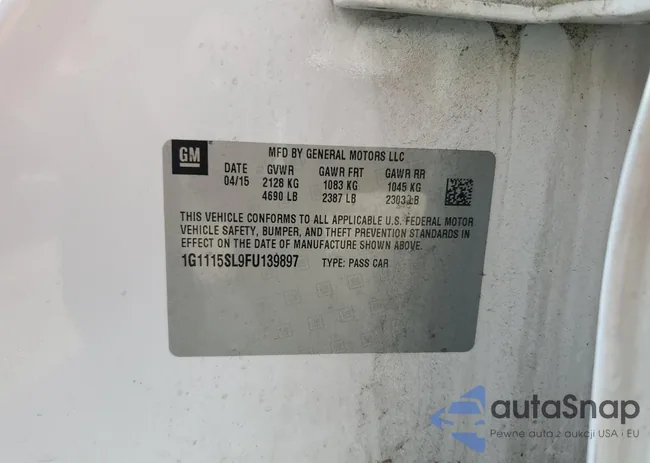 GM
MFD BY GENERAL MOTORS LLC
DATE GVWR GAWR FRT GAWR RR
04/15 2128 KG 1083 KG 1045 KG
4690 LB 2387 LB 2303 LB
THIS VEHICLE CONFORMS TO ALL APPLICABLE U.S. FEDERAL MOTOR
VEHICLE SAFETY, BUMPER, AND THEFT PREVENTION STANDARDS IN
EFFECT ON THE DATE OF MANUFACTURE SHOWN ABOVE.
1G1115SL9FU139897 TYPE: PASS CAR
autoSnap
Pewne auta z aukcji USA i EU